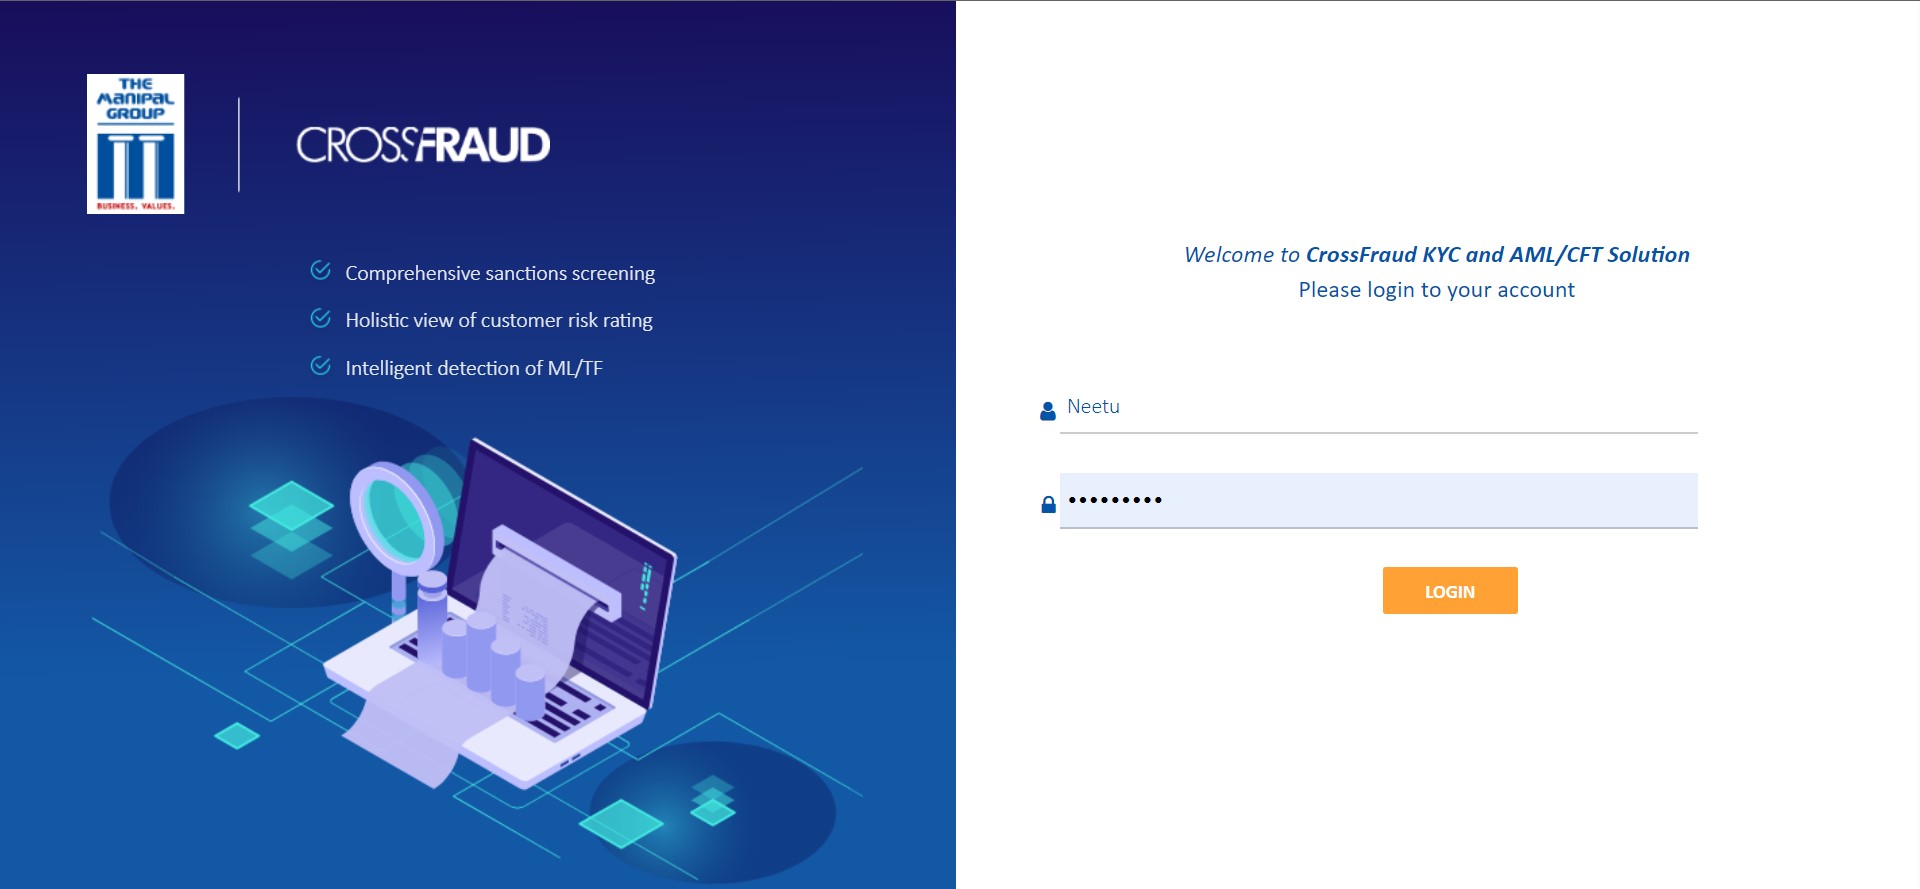 THE
MANIPAL
GROUP
BUSINESS. VALUES.
CROSSFRAUD
Comprehensive sanctions screening
Holistic view of customer risk rating
Intelligent detection of ML/TF
Welcome to CrossFraud KYC and AML/CFT Solution
Please login to your account
Neetu
•••••••••
LOGIN